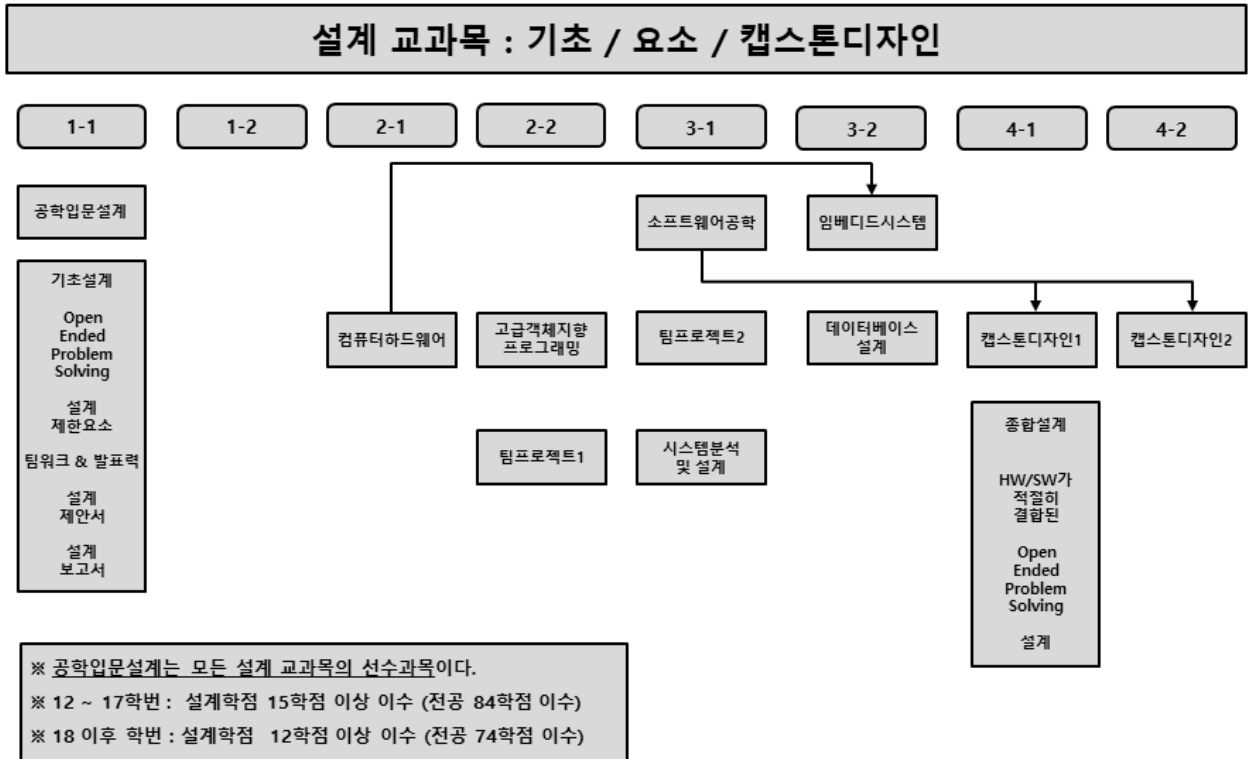 설계 교과목 : 기초 / 요소 / 캡스톤디자인
1-1
1-2
2-1
2-2
3-1
3-2
4-1
4-2
공학입문설계
소프트웨어공학
임베디드시스템
기초설계
Open
Ended
Problem
Solving
설계
제한요소
팀워크 & 발표력
설계
제안서
설계
보고서
컴퓨터하드웨어
고급객체지향
프로그래밍
팀프로젝트2
데이터베이스
설계
캡스톤디자인1
캡스톤디자인2
팀프로젝트1
시스템분석
및 설계
종합설계
HW/SW가
적절히
결합된
Open
Ended
Problem
Solving
설계
※ 공학입문설계는 모든 설계 교과목의 선수과목이다.
※ 12 ~ 17학번 : 설계학점 15학점 이상 이수 (전공 84학점 이수)
※ 18 이후 학번 : 설계학점 12학점 이상 이수 (전공 74학점 이수)